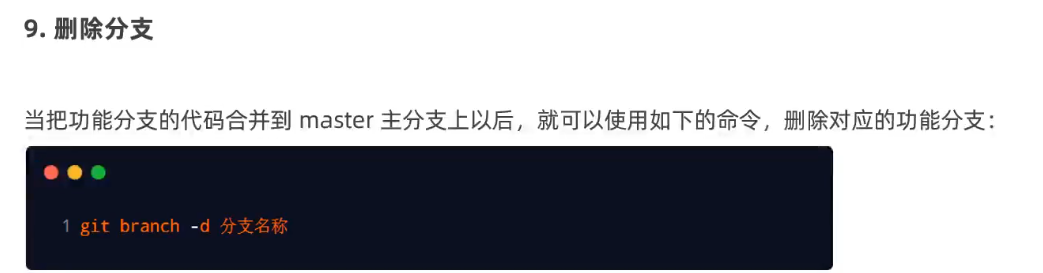 9. 删除分支
当把功能分支的代码合并到 master 主分支上以后，就可以使用如下的命令，删除对应的功能分支：
1 git branch -d 分支名称